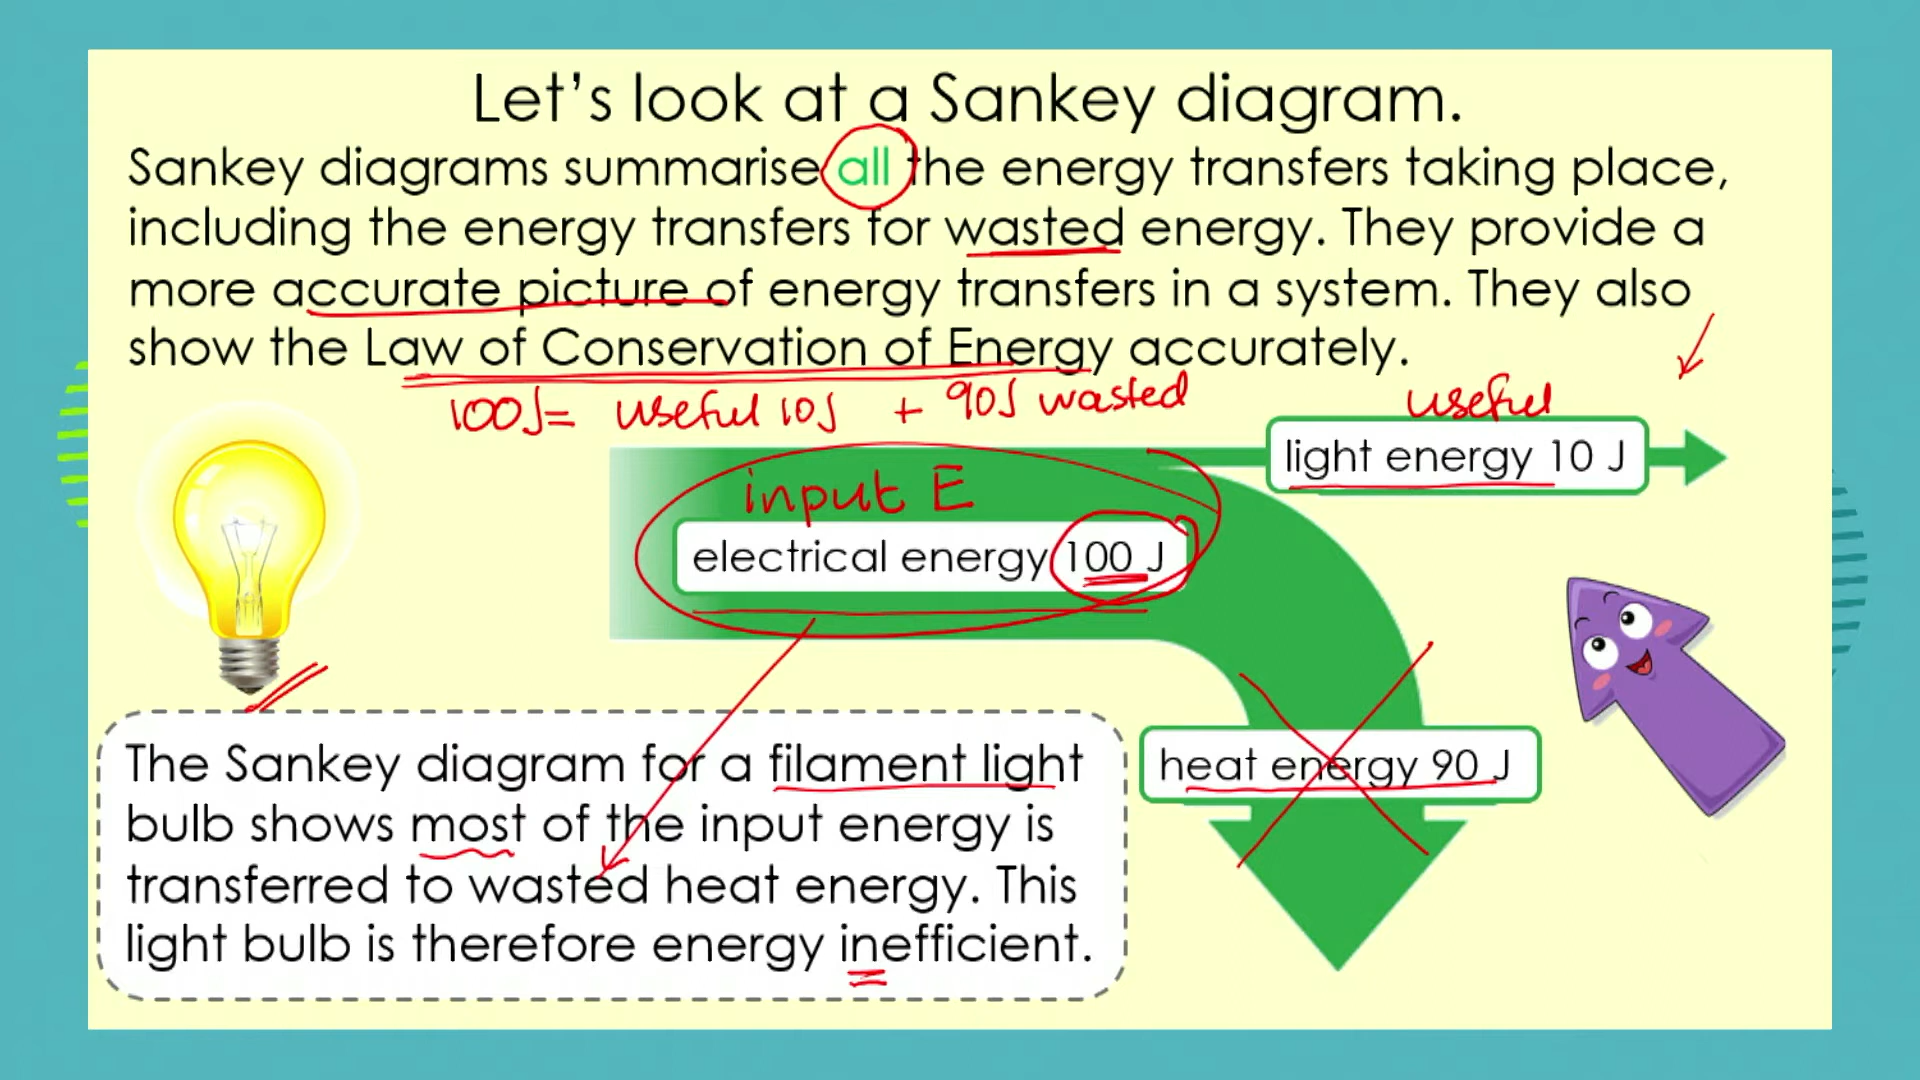 Let's look at a Sankey diagram.
Sankey diagrams summarise all the energy transfers taking place,
including the energy transfers for wasted energy. They provide a
more accurate picture of energy transfers in a system. They also
show the Law of Conservation of Energy accurately.
100J= useful 10J + 90J wasted
useful
light energy 10 J
input E
electrical energy 100 J
heat energy 90 J
The Sankey diagram for a filament light
bulb shows most of the input energy is
transferred to wasted heat energy. This
light bulb is therefore energy inefficient.